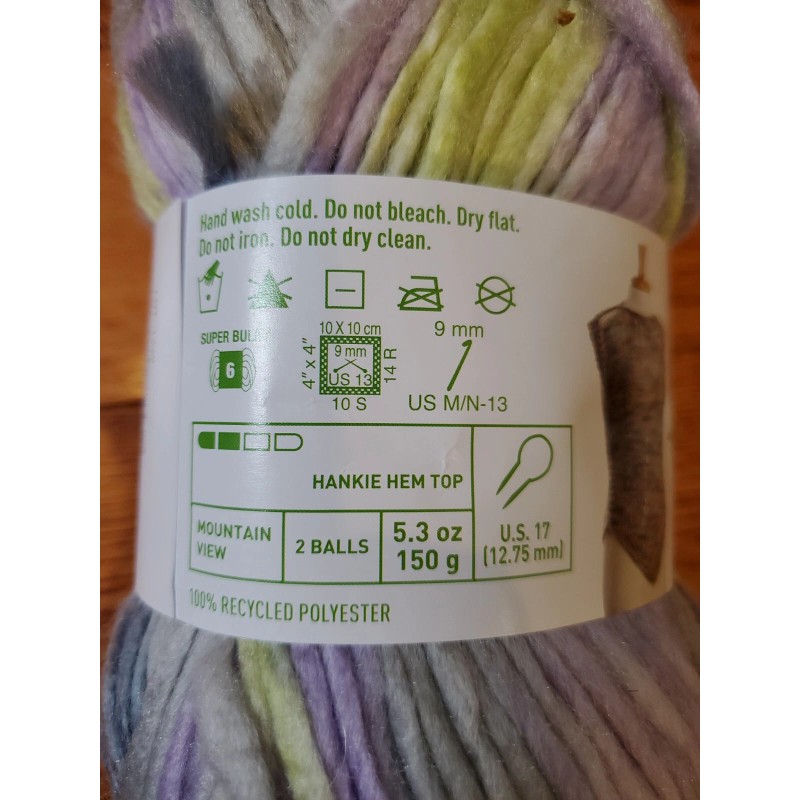 Hand wash cold. Do not bleach. Dry flat.
Do not iron. Do not dry clean.
SUPER BULKY
6
10 X 10 cm
4" x 4"
9 mm
US 13
14 R
10 S
9 mm
US M/N-13
HANKIE HEM TOP
MOUNTAIN
VIEW
2 BALLS
5.3 oz
150 g
U.S. 17
(12.75 mm)
100% RECYCLED POLYESTER